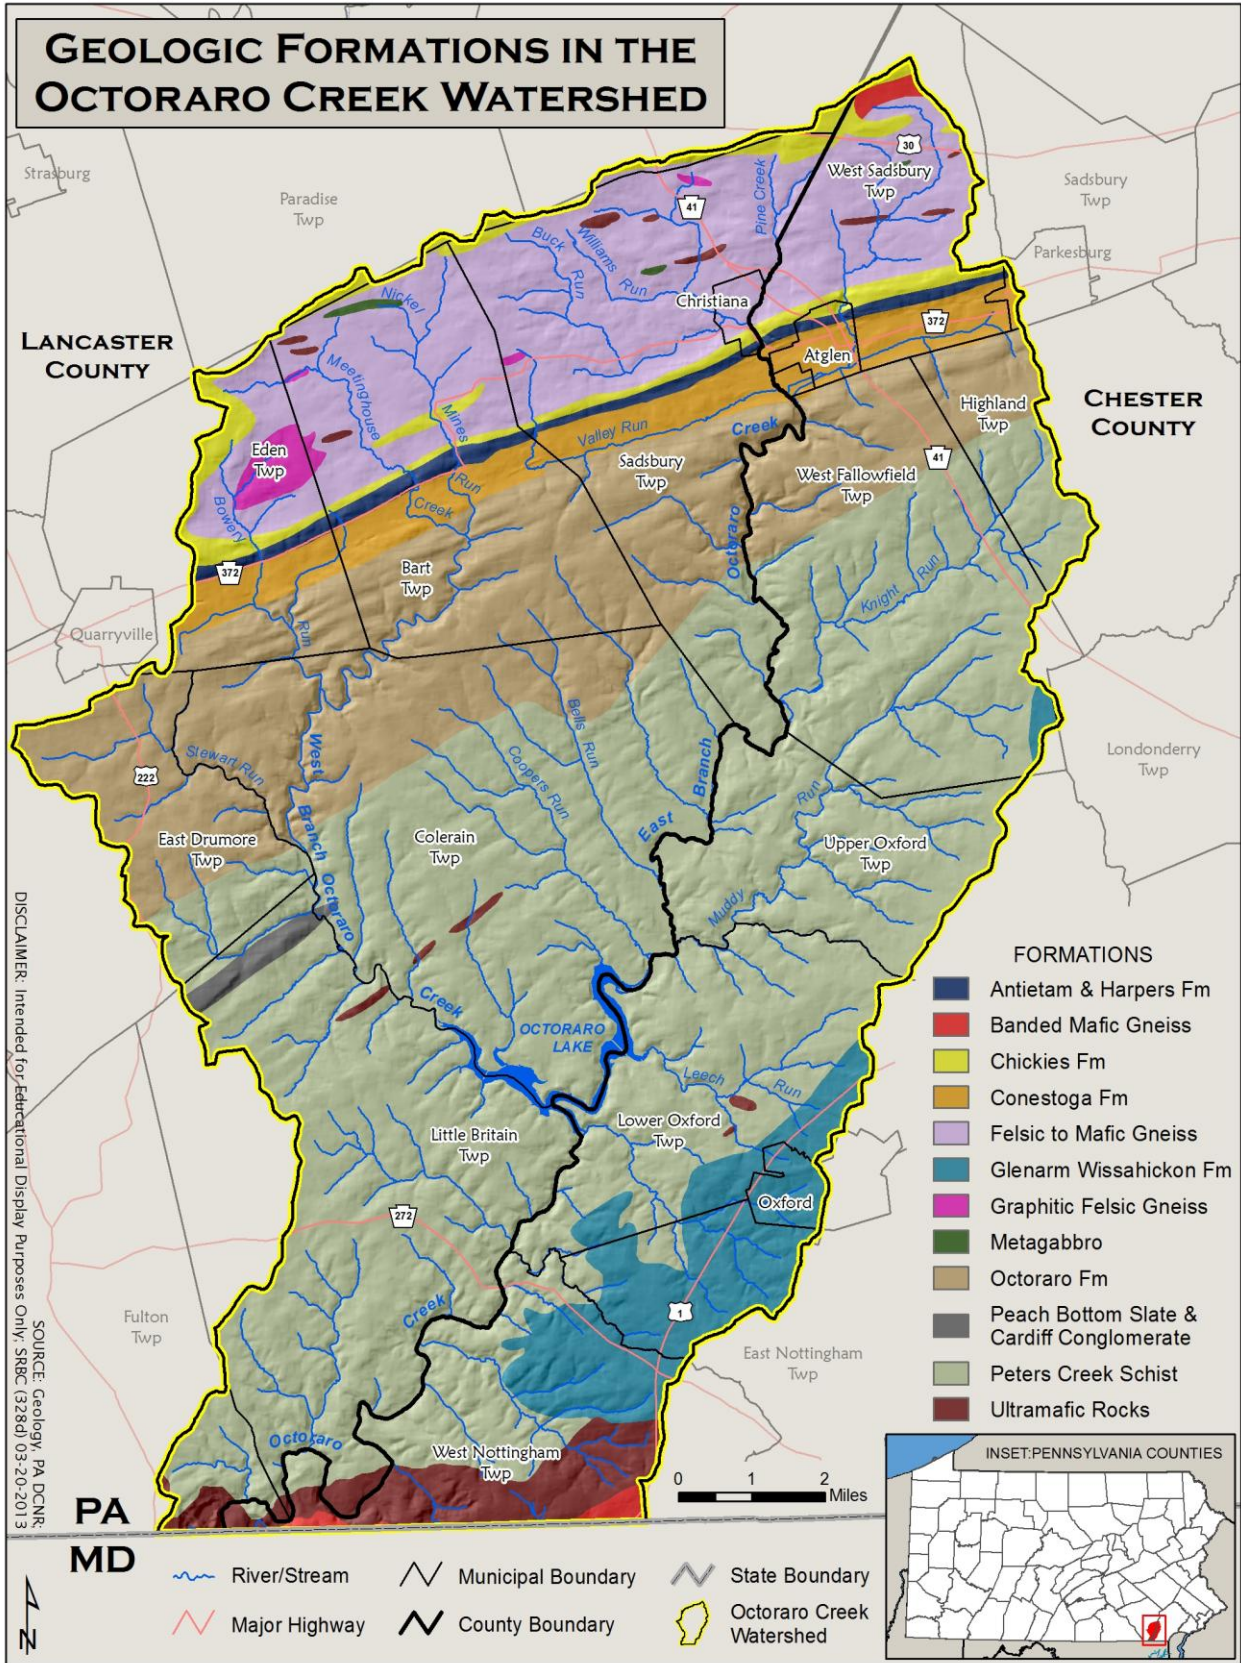 GEOLOGIC FORMATIONS IN THE
OCTORARO CREEK WATERSHED
Strasburg
Paradise
Twp
30
West Sadsbury
Twp
Sadsbury
Twp
41
Pine Creek
Buck
Run
Williams
Run
Parkesburg
Nickel
Christiana
LANCASTER
COUNTY
372
Atglen
Meetinghouse
Mines
CHESTER
COUNTY
Highland
Twp
Valley Run
Creek
Eden
Twp
Sadsbury
Twp
41
West Fallowfield
Twp
Run
Creek
Bowery
Octoraro
372
Bart
Twp
Knight
Run
Quarryville
Run
Bells
Run
West
Londonderry
Twp
Stewart Run
222
Coopers Run
Branch
Run
Branch
East
East Drumore
Twp
Colerain
Twp
Upper Oxford
Twp
Octoraro
Muddy
FORMATIONS
Antietam & Harpers Fm
Banded Mafic Gneiss
Chickies Fm
Conestoga Fm
Felsic to Mafic Gneiss
Glenarm Wissahickon Fm
Graphitic Felsic Gneiss
Metagabbro
Octoraro Fm
Peach Bottom Slate &
Cardiff Conglomerate
Peters Creek Schist
Ultramafic Rocks
Creek
OCTORARO
LAKE
Leech
Run
Little Britain
Twp
Lower Oxford
Twp
Oxford
272
Creek
1
Fulton
Twp
East Nottingham
Twp
Octoraro
West Nottingham
Twp
DISCLAIMER: Intended for Educational Display Purposes Only; SRBC (328d) 03-20-2013
SOURCE: Geology, PA DCNR;
0 1 2
Miles
INSET:PENNSYLVANIA COUNTIES
PA
MD
N
River/Stream
Major Highway
Municipal Boundary
County Boundary
State Boundary
Octoraro Creek
Watershed